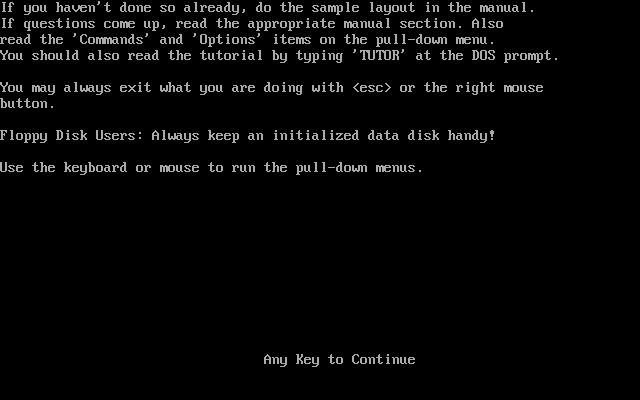 If you haven't done so already, do the sample layout in the manual.
If questions come up, read the appropriate manual section. Also
read the 'Commands' and 'Options' items on the pull-down menu.
You should also read the tutorial by typing 'TUTOR' at the DOS prompt.
You may always exit what you are doing with <esc> or the right mouse
button.
Floppy Disk Users: Always keep an initialized data disk handy!
Use the keyboard or mouse to run the pull-down menus.
Any Key to Continue